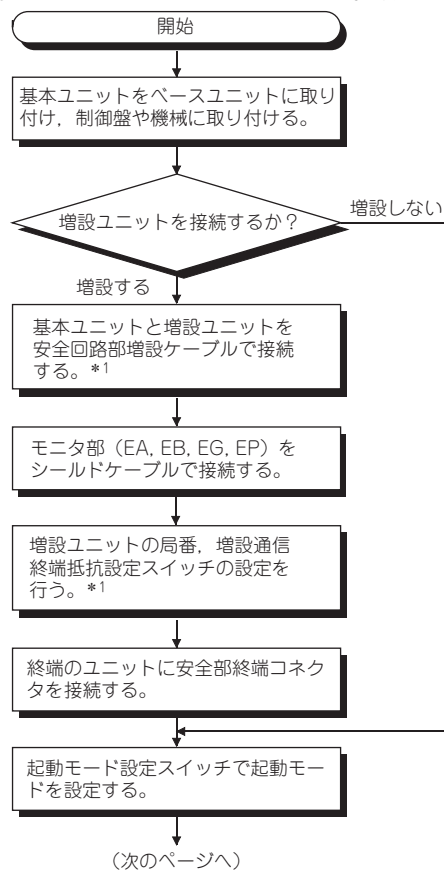 開始
基本ユニットをベースユニットに取り
付け，制御盤や機械に取り付ける。
増設ユニットを接続するか？
増設しない
増設する
基本ユニットと増設ユニットを
安全回路部増設ケーブルで接続
する。*1
モニタ部（EA, EB, EG, EP）を
シールドケーブルで接続する。
増設ユニットの局番，増設通信
終端抵抗設定スイッチの設定を
行う。*1
終端のユニットに安全部終端コネク
タを接続する。
起動モード設定スイッチで起動モー
ドを設定する。
（次のページへ）